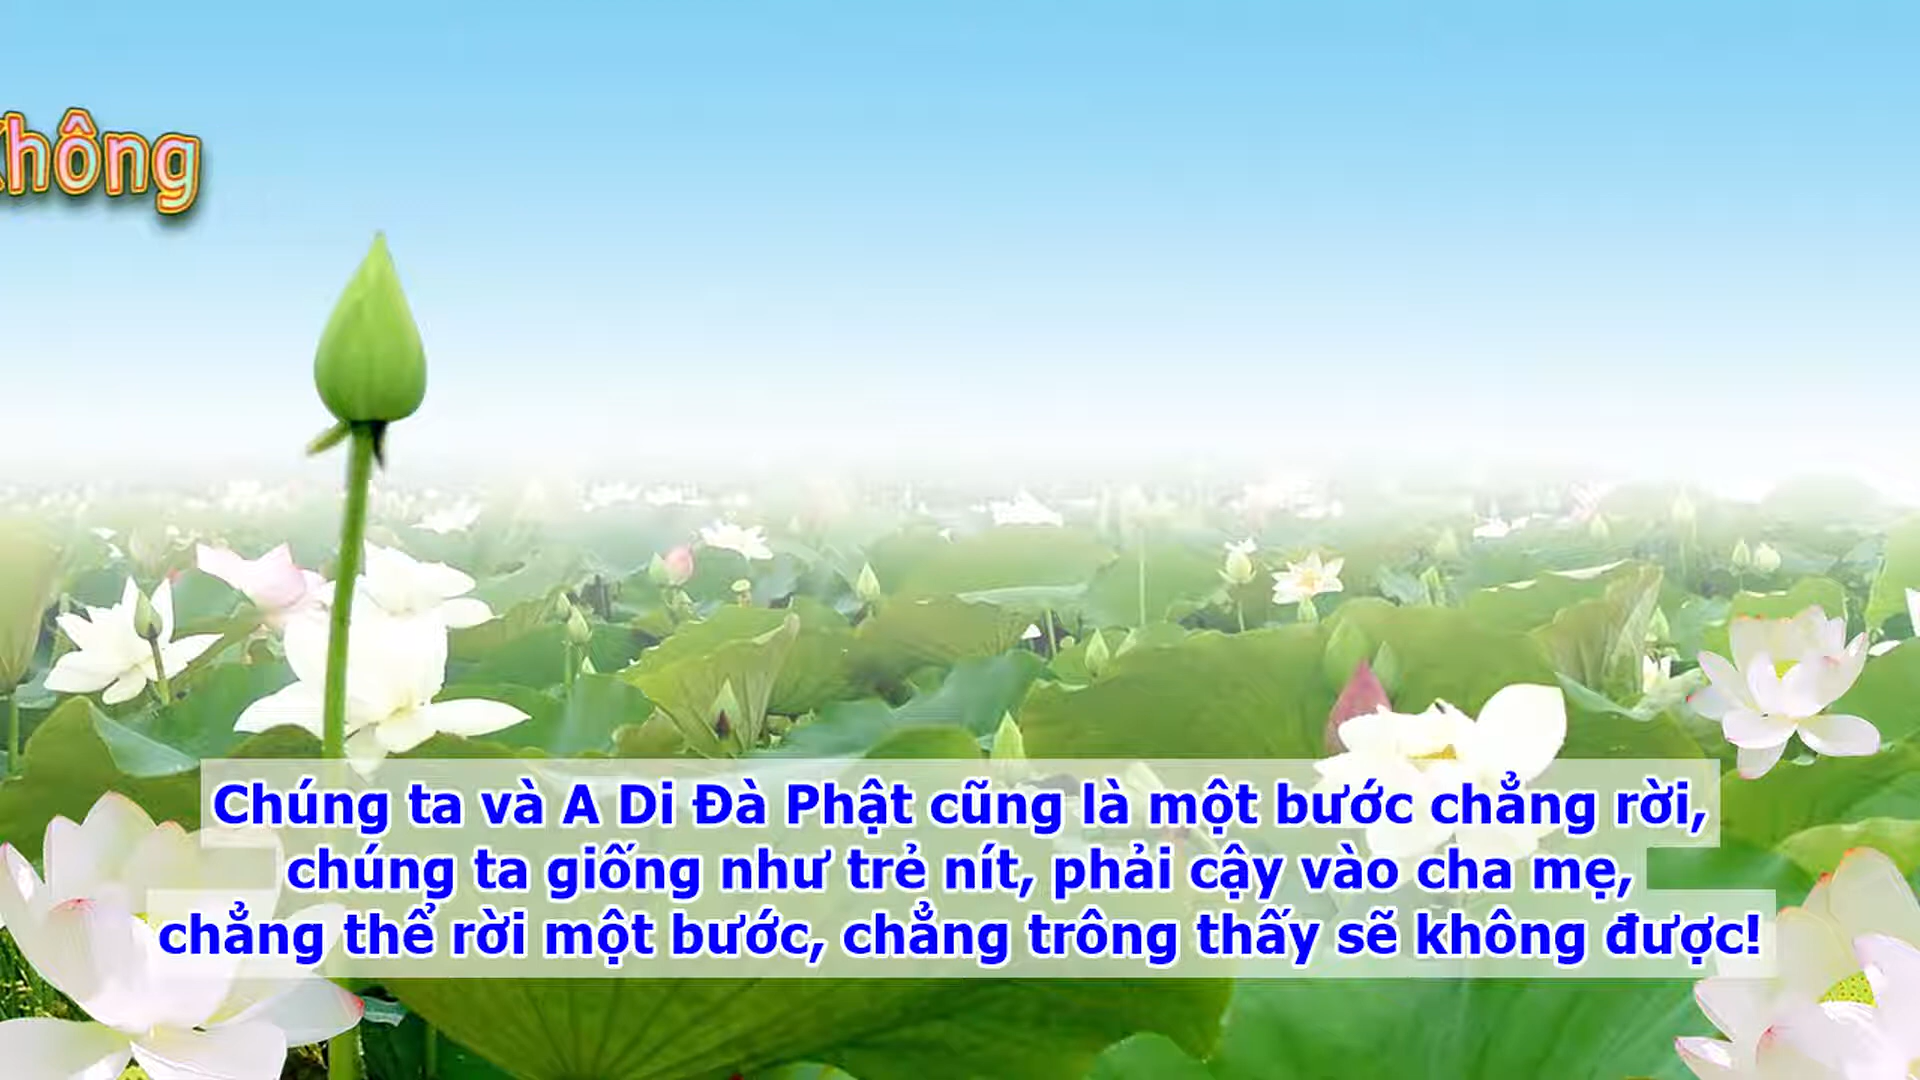 Không
Chúng ta và A Di Đà Phật cũng là một bước chẳng rời,
chúng ta giống như trẻ nít, phải cậy vào cha mẹ,
chẳng thể rời một bước, chẳng trông thấy sẽ không được!